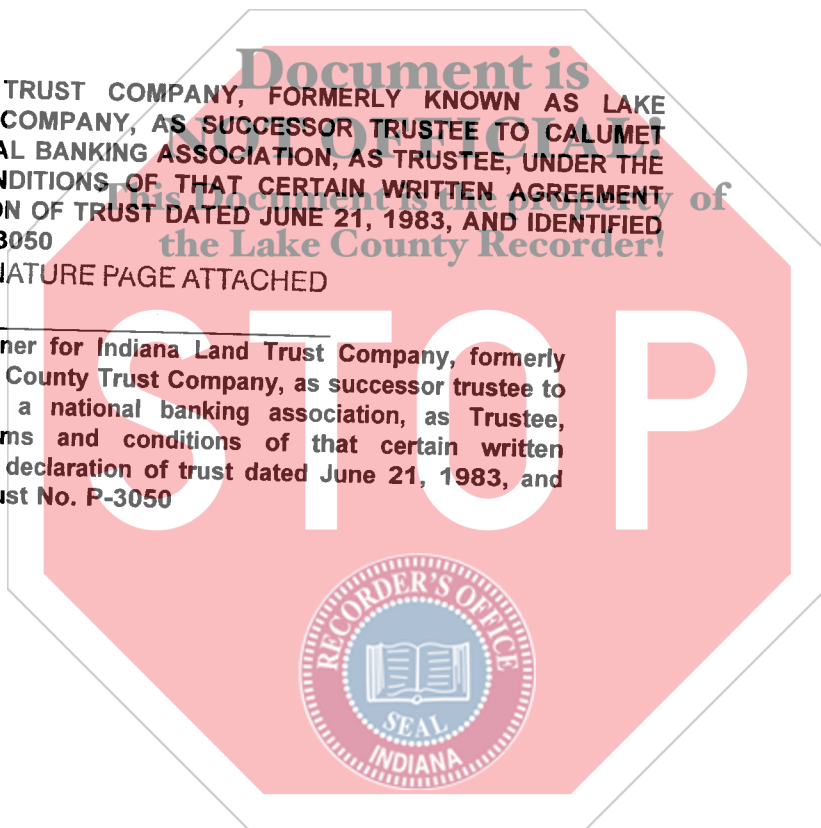 Document is
NOT OFFICIAL!
This Document is the property of
the Lake County Recorder!
TRUST COMPANY, FORMERLY KNOWN AS LAKE
COMPANY, AS SUCCESSOR TRUSTEE TO CALUMET
AL BANKING ASSOCIATION, AS TRUSTEE, UNDER THE
NDITIONS OF THAT CERTAIN WRITTEN AGREEMENT
ON OF TRUST DATED JUNE 21, 1983, AND IDENTIFIED
3050
NATURE PAGE ATTACHED
ner for Indiana Land Trust Company, formerly
County Trust Company, as successor trustee to
a national banking association, as Trustee,
ms and conditions of that certain written
declaration of trust dated June 21, 1983, and
ust No. P-3050
STOP
RECORDER'S OFFICE
SEAL
INDIANA